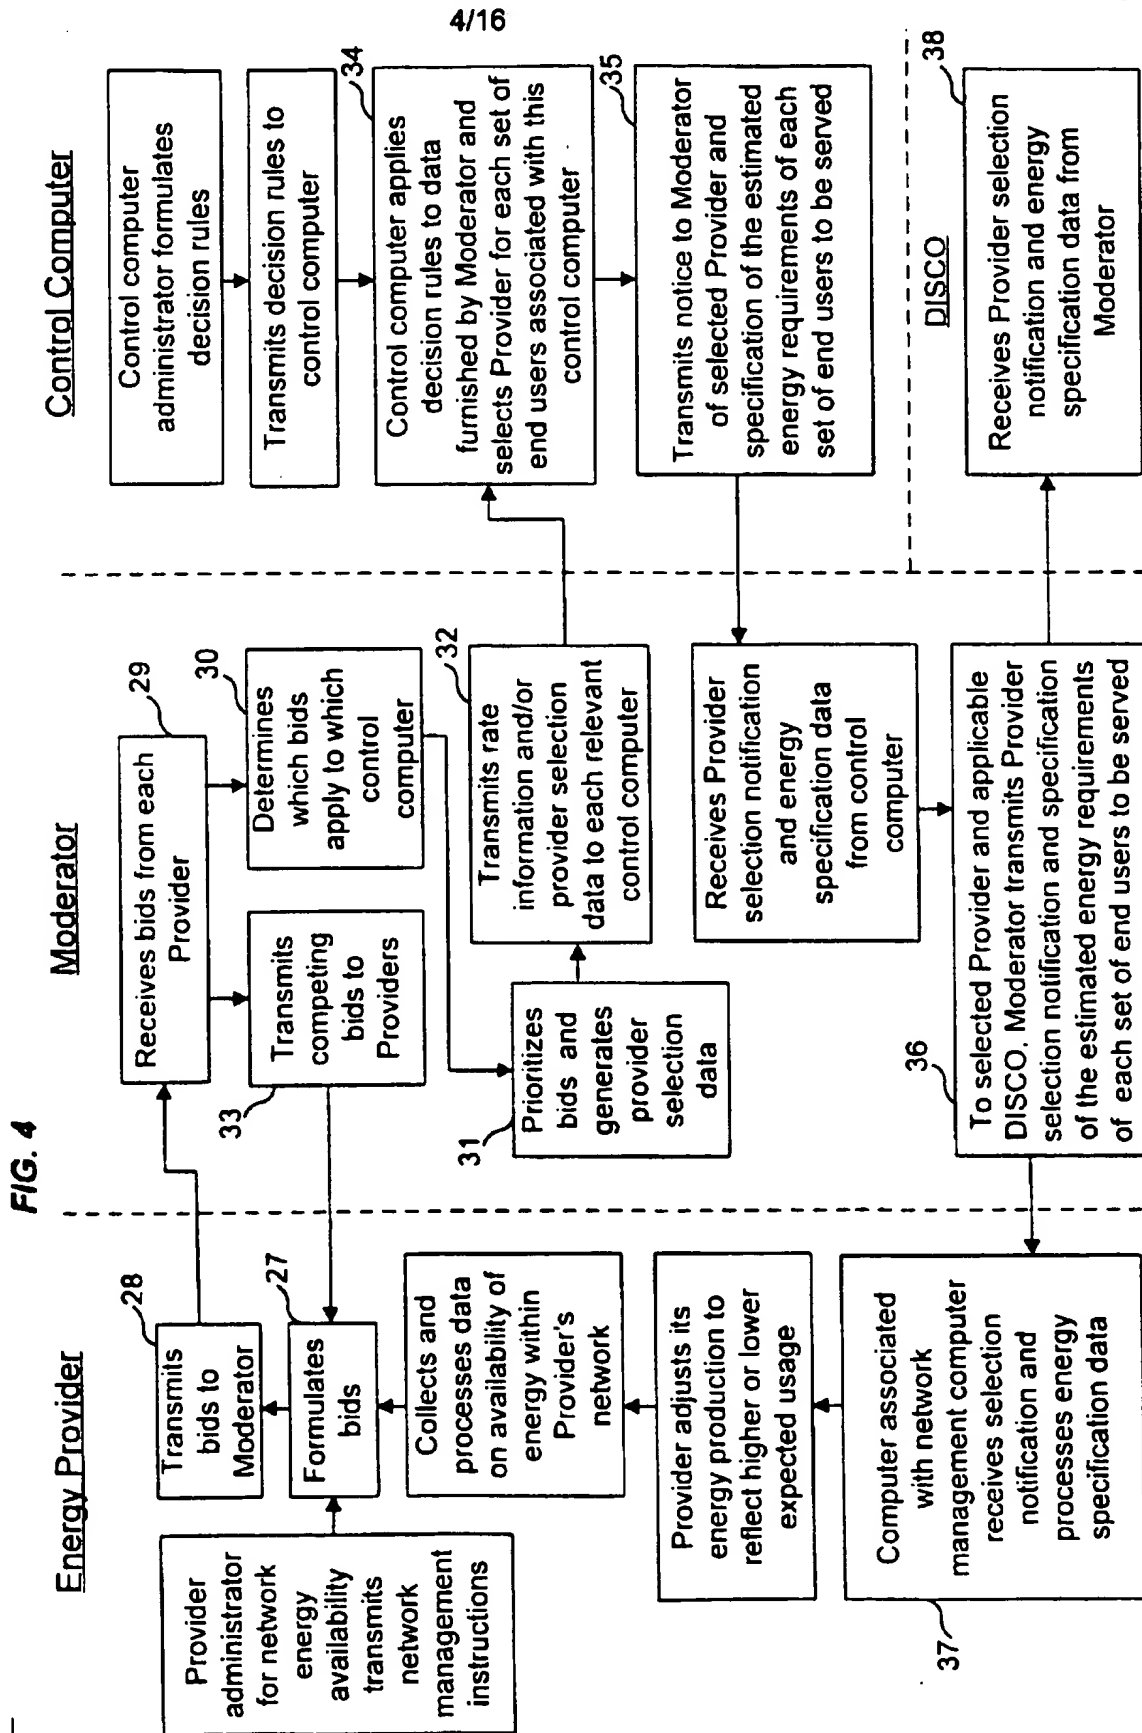 4/16
FIG. 4
Energy Provider
Provider
administrator
for network
energy
availability
transmits
network
management
instructions
28
Transmits
bids to
Moderator
27
Formulates
bids
Collects and
processes data
on availability of
energy within
Provider's
network
Provider adjusts its
energy production to
reflect higher or lower
expected usage
Computer associated
with network
management computer
receives selection
notification and
processes energy
specification data
37
Moderator
29
Receives bids from each
Provider
33
Transmits
competing
bids to
Providers
30
Determines
which bids
apply to which
control
computer
31
Prioritizes
bids and
generates
provider
selection
data
32
Transmits rate
information and/or
provider selection
data to each relevant
control computer
Receives Provider
selection notification
and energy
specification data
from control
computer
36
To selected Provider and applicable
DISCO. Moderator transmits Provider
selection notification and specification
of the estimated energy requirements
of each set of end users to be served
Control Computer
Control computer
administrator formulates
decision rules
Transmits decision rules to
control computer
34
Control computer applies
decision rules to data
furnished by Moderator and
selects Provider for each set of
end users associated with this
control computer
35
Transmits notice to Moderator
of selected Provider and
specification of the estimated
energy requirements of each
set of end users to be served
DISCO
38
Receives Provider selection
notification and energy
specification data from
Moderator